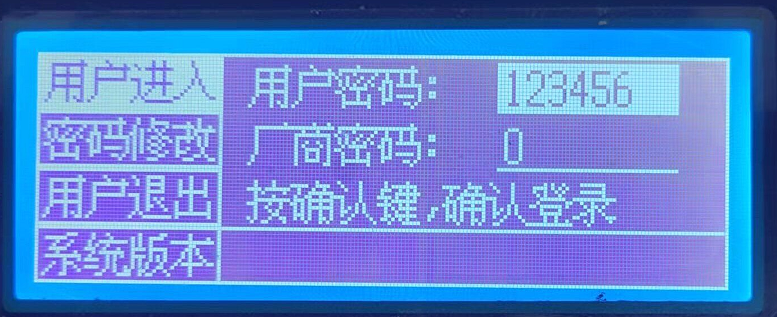 用户进入
密码修改
用户退出
系统版本
用户密码: 123456
厂商密码: 0
按确认键,确认登录